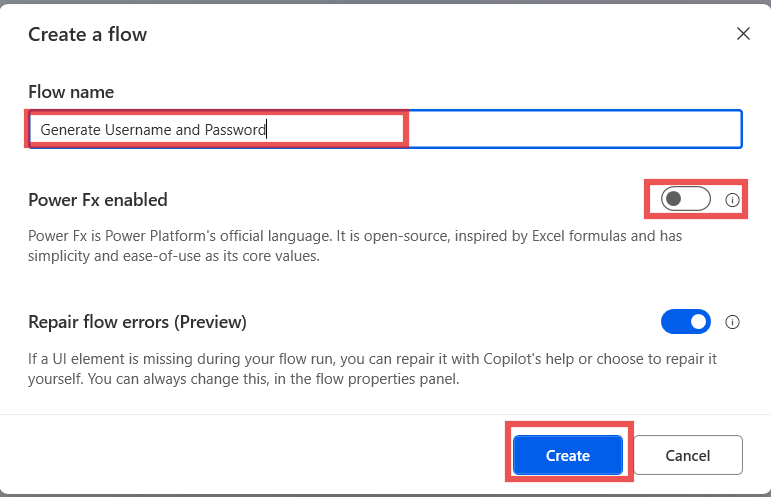 Create a flow
Flow name
Generate Username and Password
Power Fx enabled
Power Fx is Power Platform's official language. It is open-source, inspired by Excel formulas and has
simplicity and ease-of-use as its core values.
Repair flow errors (Preview)
If a UI element is missing during your flow run, you can repair it with Copilot's help or choose to repair it
yourself. You can always change this, in the flow properties panel.
Create
Cancel